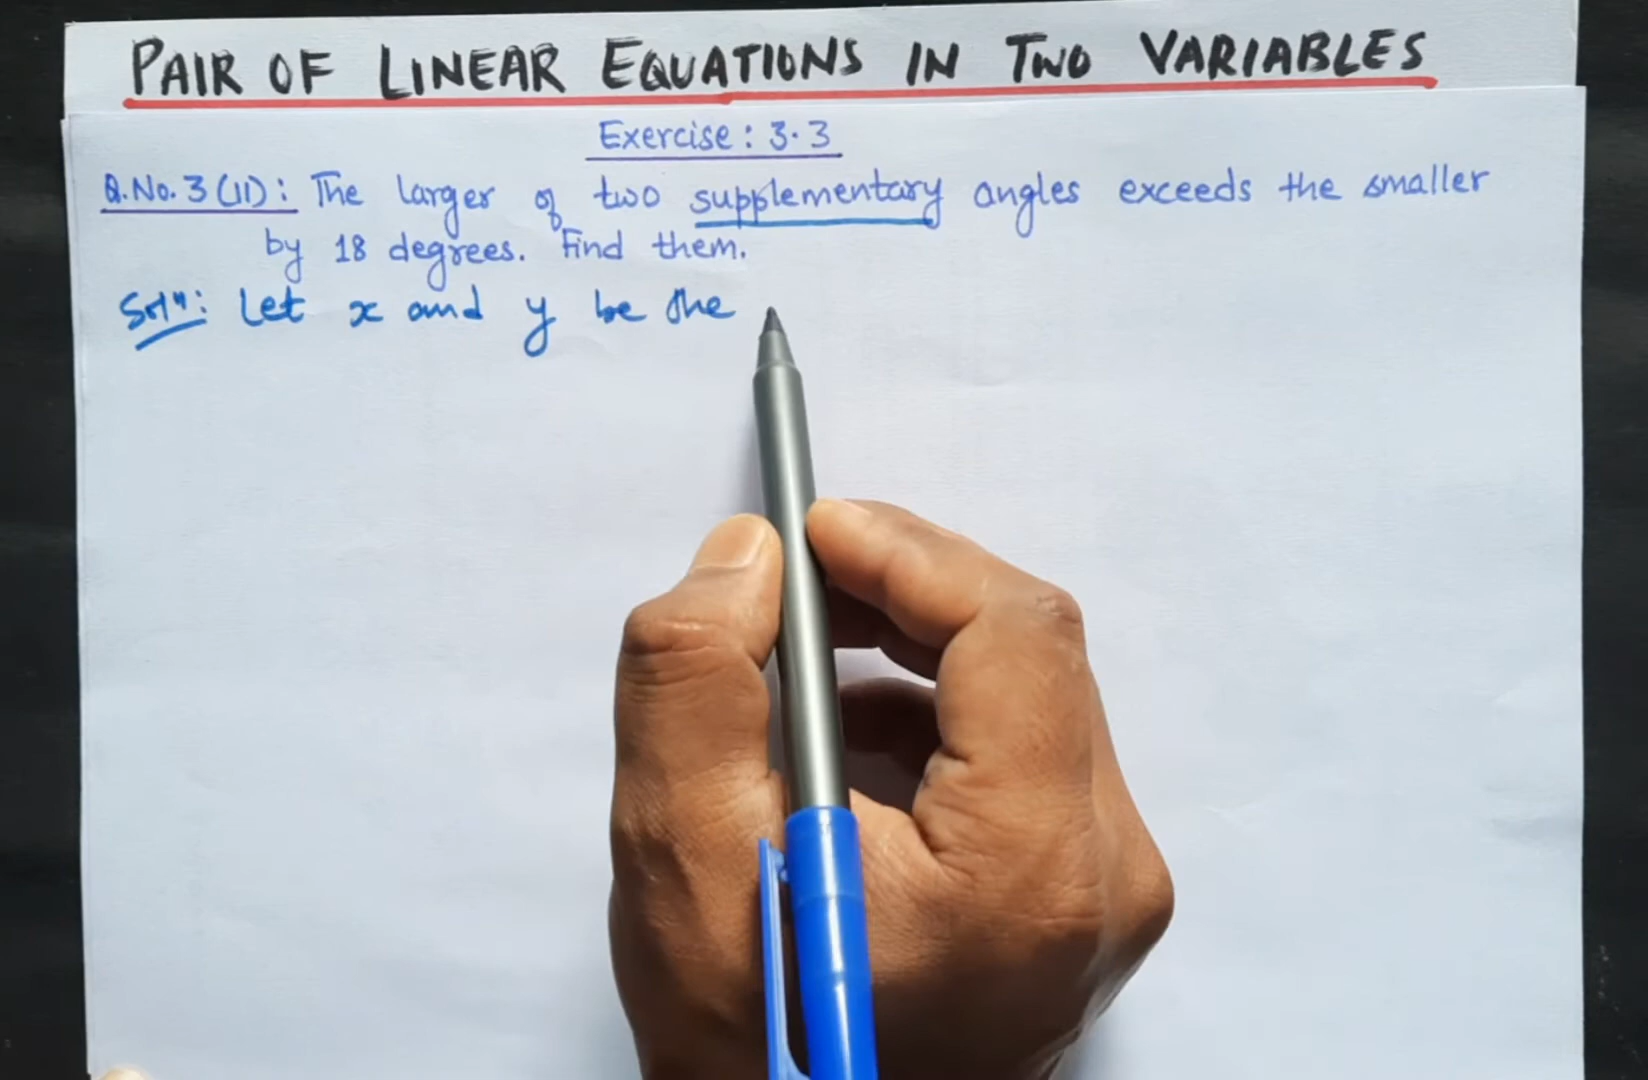 PAIR OF LINEAR EQUATIONS IN TWO VARIABLES
Exercise: 3.3
Q.No. 3 (II): The larger of two supplementary angles exceeds the smaller
by 18 degrees. Find them.
Solⁿ: Let x and y be the